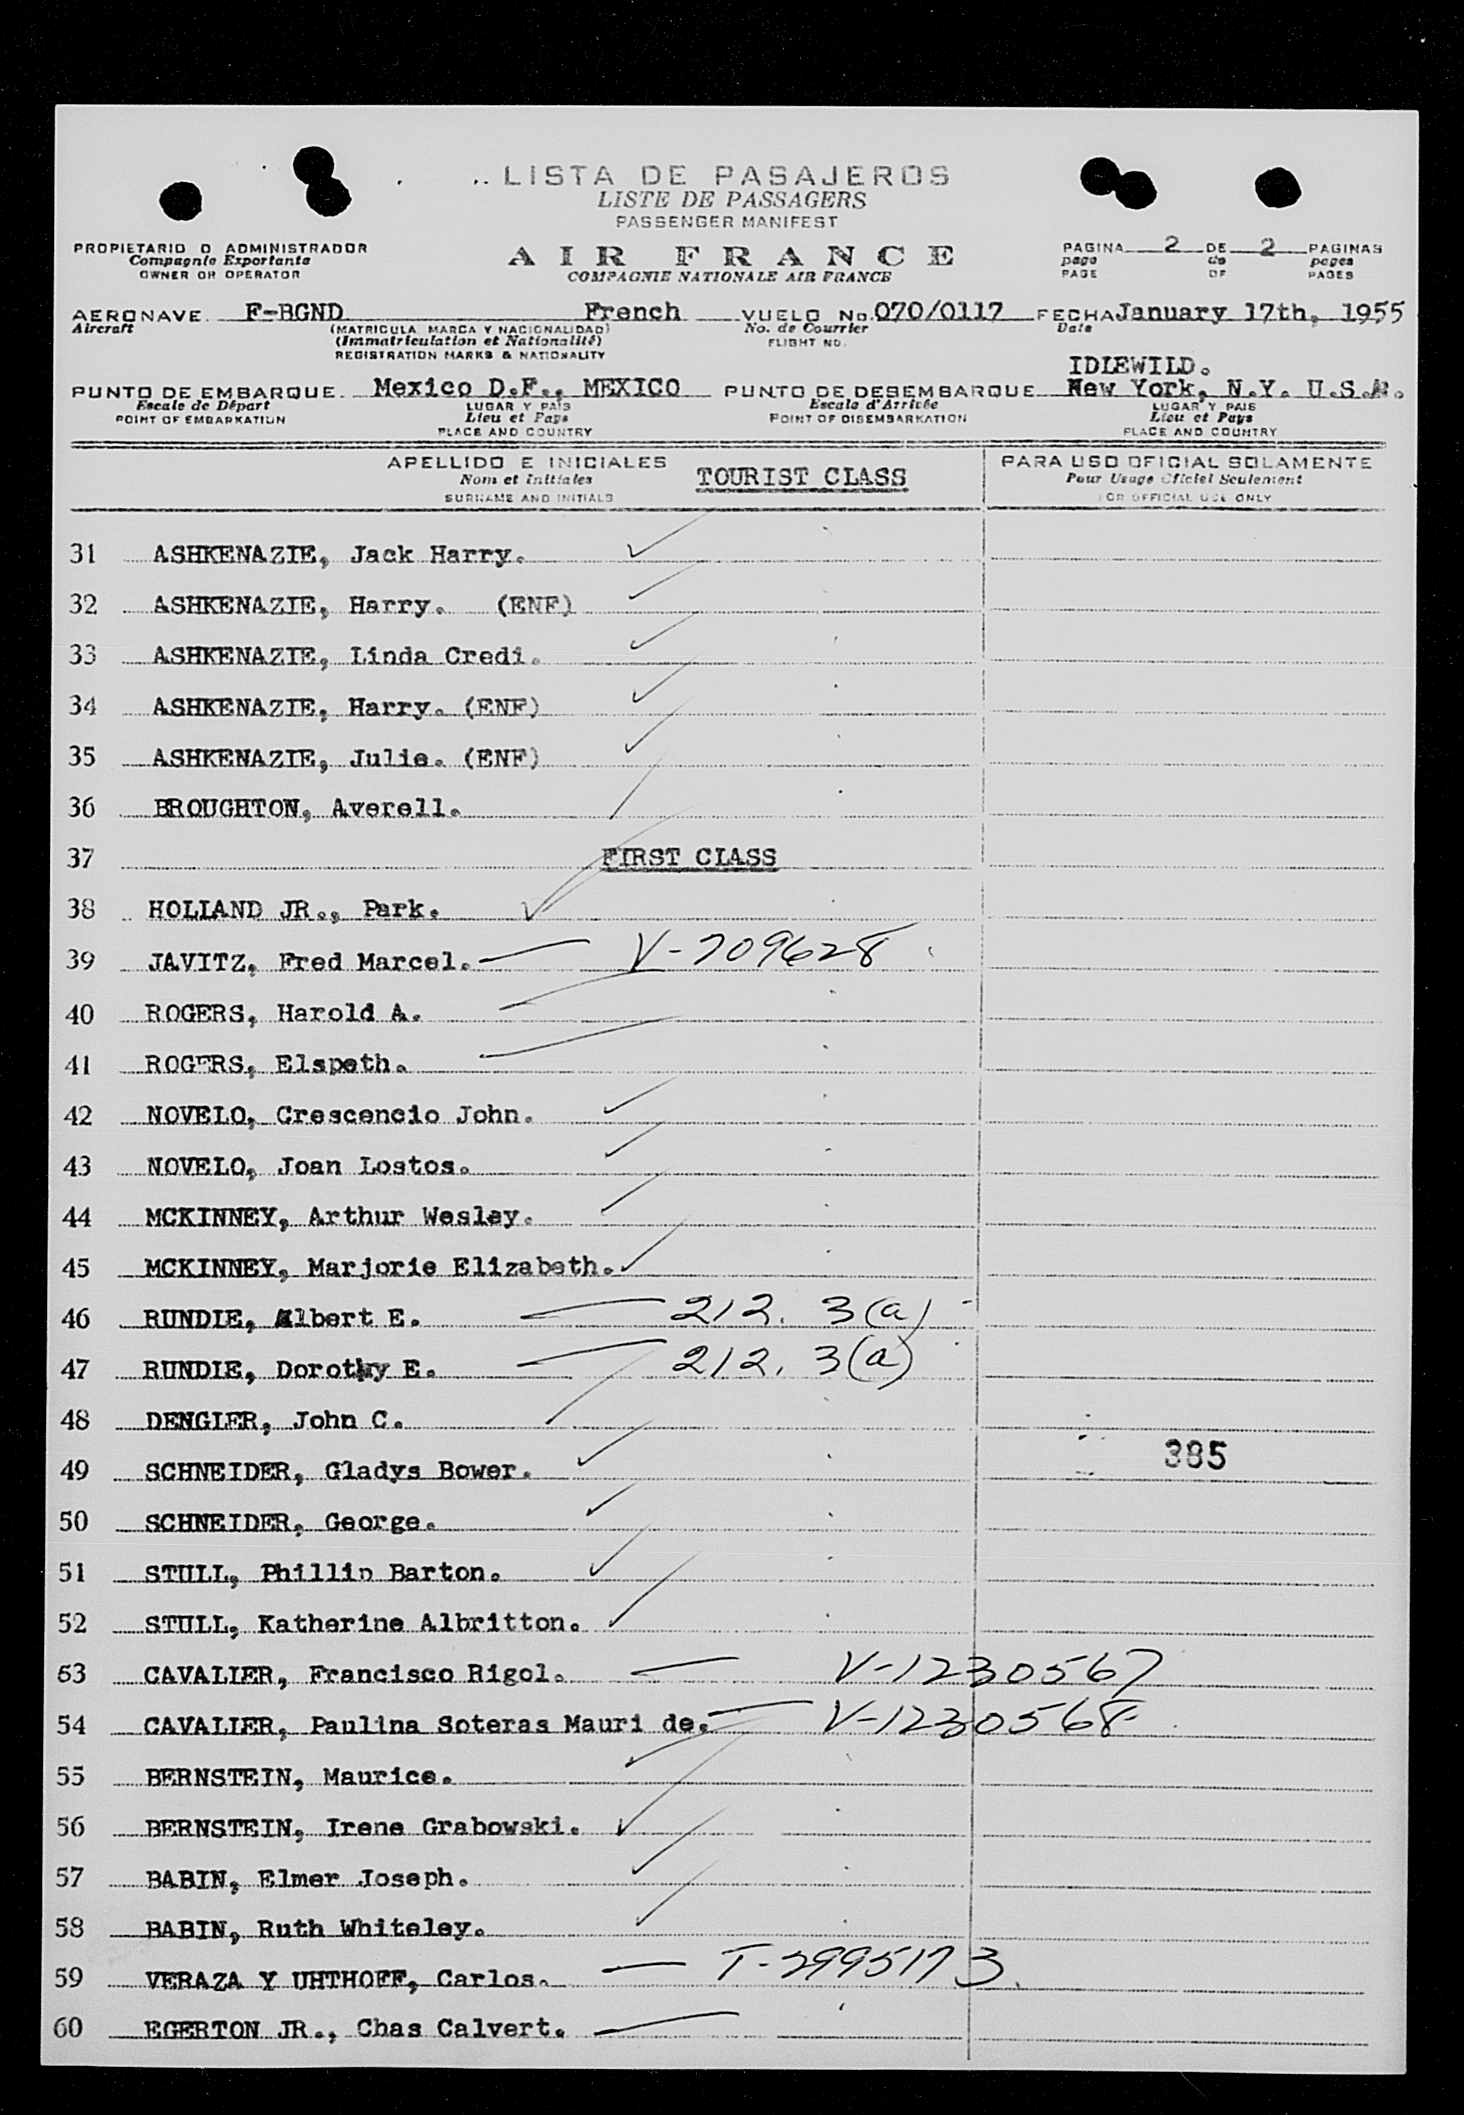 LISTA DE PASAJEROS
LISTE DE PASSAGERS
PASSENGER MANIFEST
PROPIETARIO O ADMINISTRADOR
Compagnie Exportante
OWNER OR OPERATOR
AIR FRANCE
COMPAGNIE NATIONALE AIR FRANCE
PAGINA 2 DE 2 PAGINAS
page de pages
PAGE OF PAGES
AERONAVE. F-BGND French VUELO No. 070/0117 FECHA January 17th, 1955
Aircraft (MATRICULA MARCA Y NACIONALIDAD) No. de Courrier Date
(Immatriculation et Nationalité) FLIGHT NO.
REGISTRATION MARKS & NATIONALITY
IDLEWILD.
PUNTO DE EMBARQUE. Mexico D.F., MEXICO PUNTO DE DESEMBARQUE New York, N.Y. U.S.A.
Escale de Départ LUGAR Y PAIS Escale d'Arrivée LUGAR Y PAIS
POINT OF EMBARKATION Lieu et Pays POINT OF DISEMBARKATION Lieu et Pays
PLACE AND COUNTRY PLACE AND COUNTRY
APELLIDO E INICIALES TOURIST CLASS PARA USO OFICIAL SOLAMENTE
Nom et Initiales Pour Usage Oficiel Seulement
SURNAME AND INITIALS FOR OFFICIAL USE ONLY
31 ASHKENAZIE, Jack Harry.
32 ASHKENAZIE, Harry. (ENF)
33 ASHKENAZIE, Linda Credi.
34 ASHKENAZIE, Harry. (ENF)
35 ASHKENAZIE, Julie. (ENF)
36 BROUGHTON, Averell.
37 FIRST CLASS
38 HOLLAND JR., Park.
39 JAVITZ, Fred Marcel. V-709628
40 ROGERS, Harold A.
41 ROGERS, Elspeth.
42 NOVELO, Crescencio John.
43 NOVELO, Joan Lostos.
44 MCKINNEY, Arthur Wesley.
45 MCKINNEY, Marjorie Elizabeth.
46 RUNDIE, Albert E. 212. 3(a)
47 RUNDIE, Dorothy E. 212. 3(a)
48 DENGLER, John C.
385
49 SCHNEIDER, Gladys Bower.
50 SCHNEIDER, George.
51 STULL, Phillip Barton.
52 STULL, Katherine Albritton.
53 CAVALIER, Francisco Rigol. V-1230567
54 CAVALIER, Paulina Soteras Mauri de. V-1230568
55 BERNSTEIN, Maurice.
56 BERNSTEIN, Irene Grabowski.
57 BABIN, Elmer Joseph.
58 BABIN, Ruth Whiteley.
59 VERAZA Y UHTHOFF, Carlos. T-2995173
60 EGERTON JR., Chas Calvert.